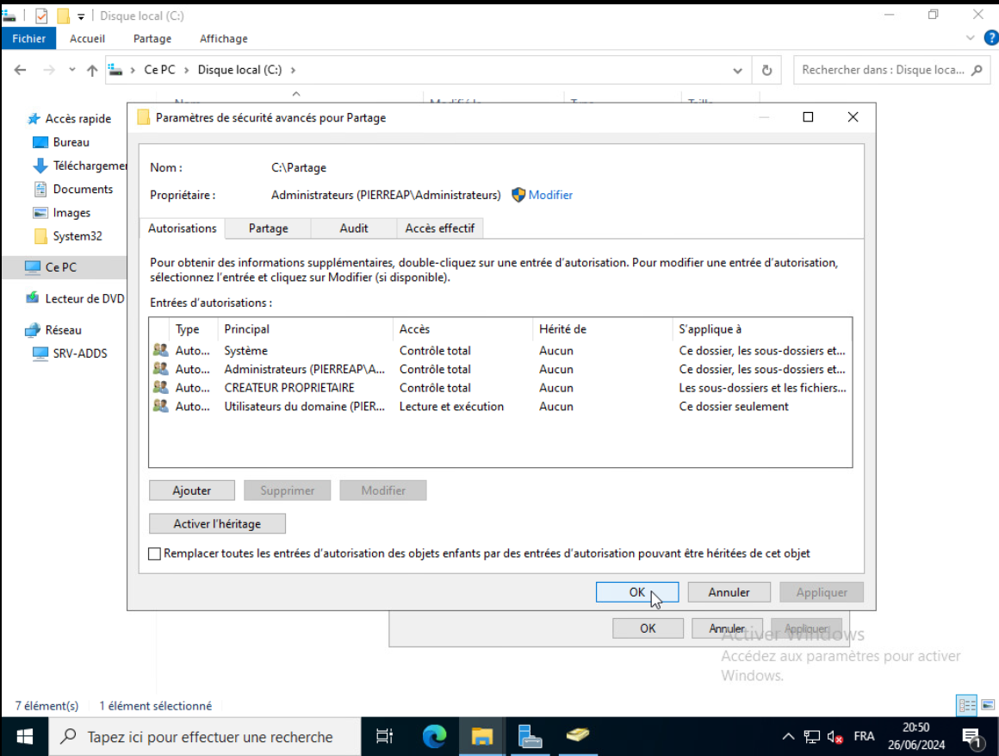 Disque local (C:)
Fichier Accueil Partage Affichage
Ce PC Disque local (C:) Rechercher dans : Disque loca...
Accès rapide
Bureau
Téléchargemen
Documents
Images
System32
Ce PC
Lecteur de DVD
Réseau
SRV-ADDS
Paramètres de sécurité avancés pour Partage
Nom : C:\Partage
Propriétaire : Administrateurs (PIERREAP\Administrateurs) Modifier
Autorisations Partage Audit Accès effectif
Pour obtenir des informations supplémentaires, double-cliquez sur une entrée d'autorisation. Pour modifier une entrée d'autorisation,
sélectionnez l'entrée et cliquez sur Modifier (si disponible).
Entrées d'autorisations :
Type Principal Accès Hérité de S'applique à
Auto... Système Contrôle total Aucun Ce dossier, les sous-dossiers et...
Auto... Administrateurs (PIERREAP\A... Contrôle total Aucun Ce dossier, les sous-dossiers et...
Auto... CREATEUR PROPRIETAIRE Contrôle total Aucun Les sous-dossiers et les fichiers...
Auto... Utilisateurs du domaine (PIER... Lecture et exécution Aucun Ce dossier seulement
Ajouter Supprimer Modifier
Activer l'héritage
Remplacer toutes les entrées d'autorisation des objets enfants par des entrées d'autorisation pouvant être héritées de cet objet
OK Annuler Appliquer
OK Annuler Appliquer
Activer Windows
Accédez aux paramètres pour activer
Windows.
7 élément(s) 1 élément sélectionné
Tapez ici pour effectuer une recherche
FRA
20:50
26/06/2024
1